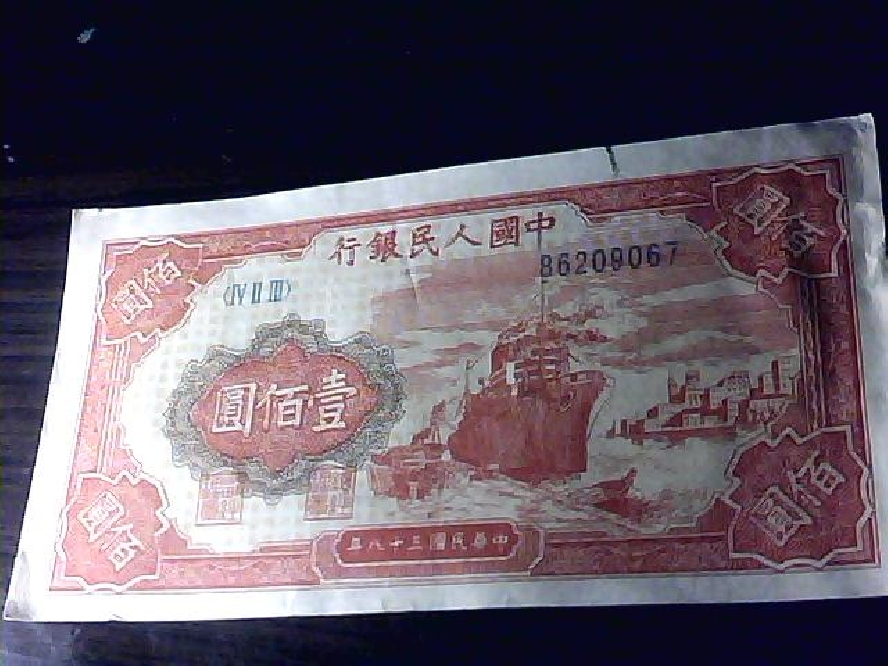 中國人民銀行
86209067
〈IV II III〉
佰圓
圓佰
壹佰圓
圓佰
佰圓
中華民國三十八年